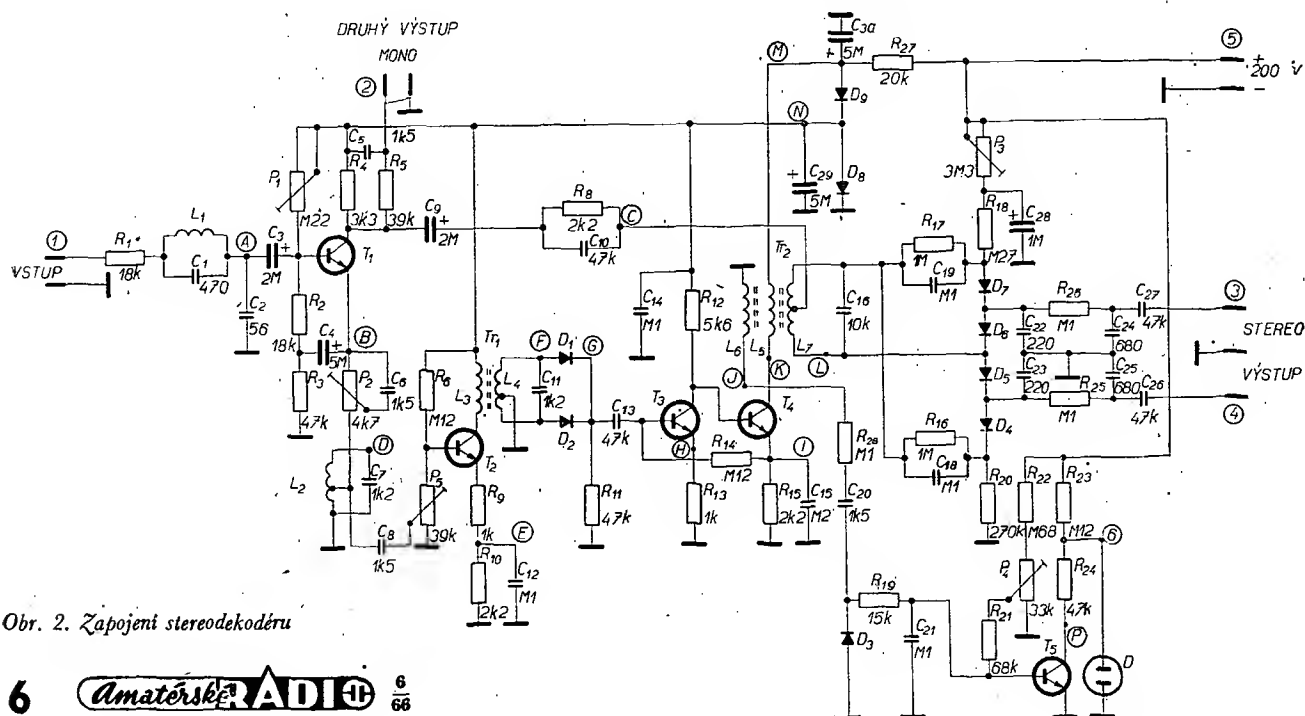 DRUHÝ VÝSTUP
MONO
2
1
VSTUP
R1
18k
L1
C1
470
A
C2
56
C3
2M
P1
M22
R2
18k
R3
47k
C4
5M
C5
1k5
R4
3k3
R5
39k
T1
B
P2
4k7
C6
1k5
D
L2
C7
1k2
C8
1k5
C9
2M
R6
M12
P5
39k
Tr1
L3
L4
T2
R9
1k
R10
2k2
E
C12
M1
F
C11
1k2
D1
D2
G
R11
47k
C13
47k
R8
2k2
C10
47k
C
C14
M1
R12
5k6
T3
H
R13
1k
R14
M12
T4
I
R15
2k2
C15
M2
J
K
L
L6
L5
L7
Tr2
M
N
C30
5M
R27
20k
D9
D8
C29
5M
5
+
200 V
-
P3
3M3
R18
M27
C28
1M
R17
1M
C19
M1
C16
10k
D7
D6
D5
D4
R26
M1
C27
47k
C22
220
C23
220
C24
680
C25
680
R25
M1
C26
47k
3
STEREO
VÝSTUP
4
R16
1M
C18
M1
R28
M1
C20
1k5
R19
15k
D3
C21
M1
R20
270k
R22
M68
R23
M12
P4
33k
R21
68k
R24
47k
6
P
T5
D
Obr. 2. Zapojení stereodekodéru
6 Amatérské RADIO 6/66